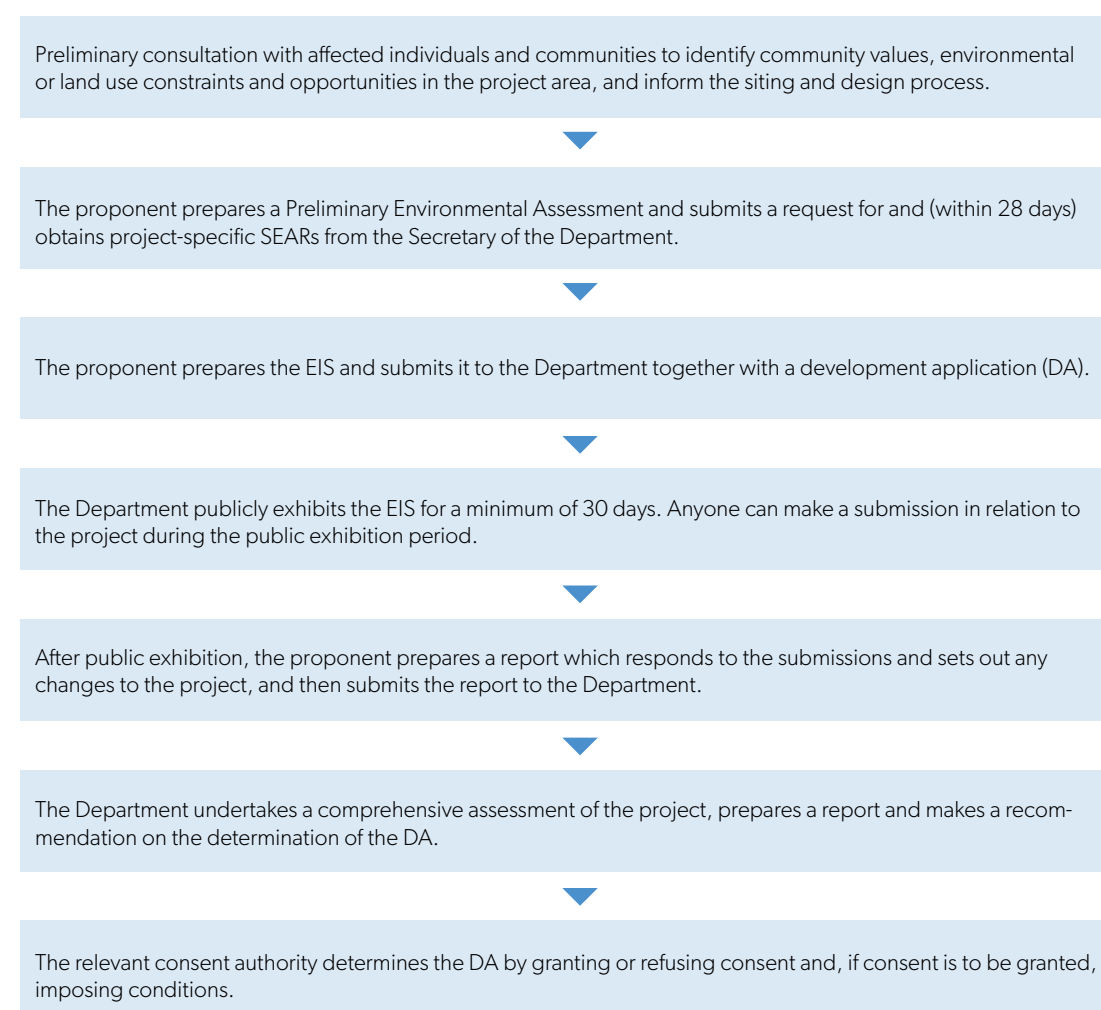 Preliminary consultation with affected individuals and communities to identify community values, environmental
or land use constraints and opportunities in the project area, and inform the siting and design process.
The proponent prepares a Preliminary Environmental Assessment and submits a request for and (within 28 days)
obtains project-specific SEARs from the Secretary of the Department.
The proponent prepares the EIS and submits it to the Department together with a development application (DA).
The Department publicly exhibits the EIS for a minimum of 30 days. Anyone can make a submission in relation to
the project during the public exhibition period.
After public exhibition, the proponent prepares a report which responds to the submissions and sets out any
changes to the project, and then submits the report to the Department.
The Department undertakes a comprehensive assessment of the project, prepares a report and makes a recom-
mendation on the determination of the DA.
The relevant consent authority determines the DA by granting or refusing consent and, if consent is to be granted,
imposing conditions.